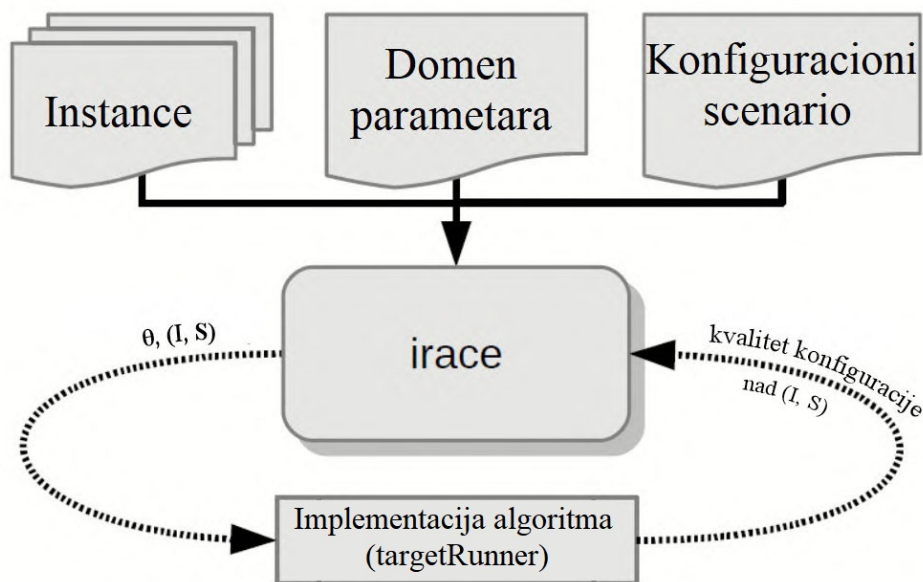 Instance
Domen
parametara
Konfiguracioni
scenario
θ, (I, S)
irace
kvalitet konfiguracije
nad (I, S)
Implementacija algoritma
(targetRunner)